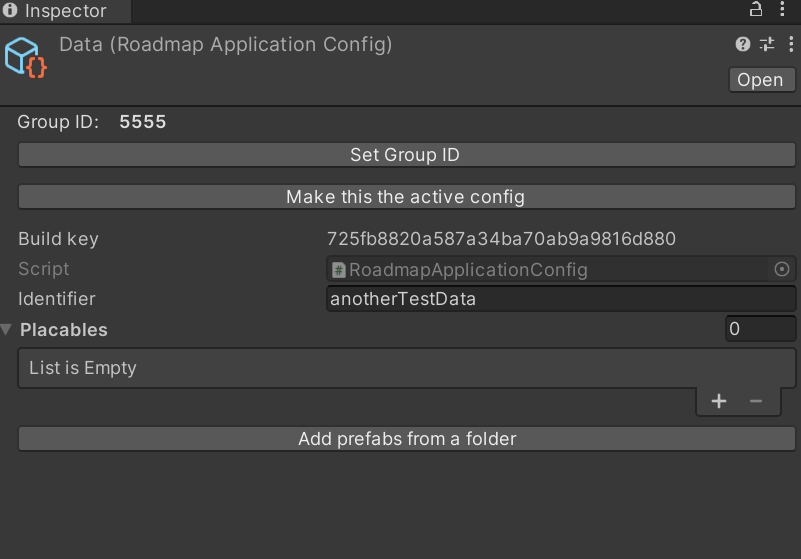 Inspector
Data (Roadmap Application Config)
Open
Group ID: 5555
Set Group ID
Make this the active config
Build key 725fb8820a587a34ba70ab9a9816d880
Script # RoadmapApplicationConfig
Identifier anotherTestData
Placables 0
List is Empty
Add prefabs from a folder